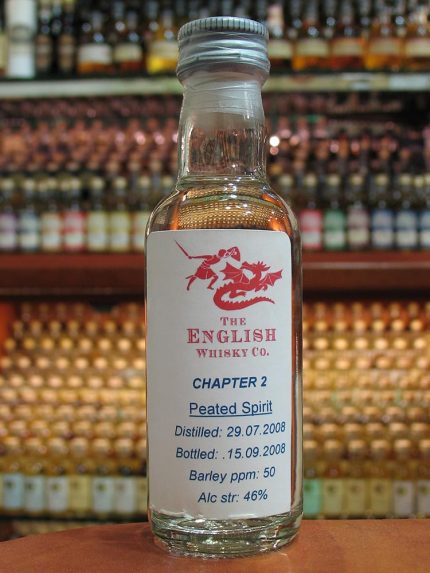 THE
ENGLISH
WHISKY CO.
CHAPTER 2
Peated Spirit
Distilled: 29.07.2008
Bottled: .15.09.2008
Barley ppm: 50
Alc str: 46%